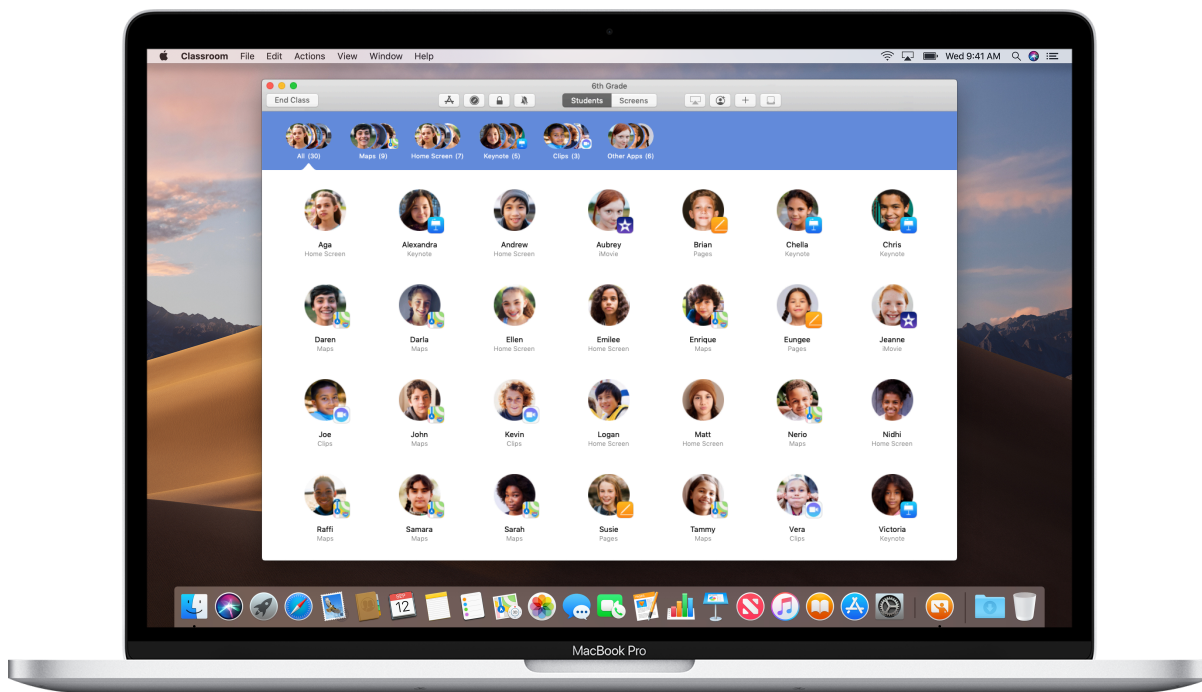 Classroom File Edit Actions View Window Help Wed 9:41 AM
6th Grade
End Class Students Screens
All (30) Maps (9) Home Screen (7) Keynote (5) Clips (3) Other Apps (6)
Aga Alexandra Andrew Aubrey Brian Chella Chris
Home Screen Keynote Home Screen iMovie Pages Keynote Keynote
Daren Darla Ellen Emilee Enrique Eungee Jeanne
Maps Maps Home Screen Home Screen Maps Pages iMovie
Joe John Kevin Logan Matt Nerio Nidhi
Clips Maps Clips Home Screen Home Screen Maps Home Screen
Raffi Samara Sarah Susie Tammy Vera Victoria
Maps Maps Maps Pages Maps Clips Keynote
SEP
12
MacBook Pro